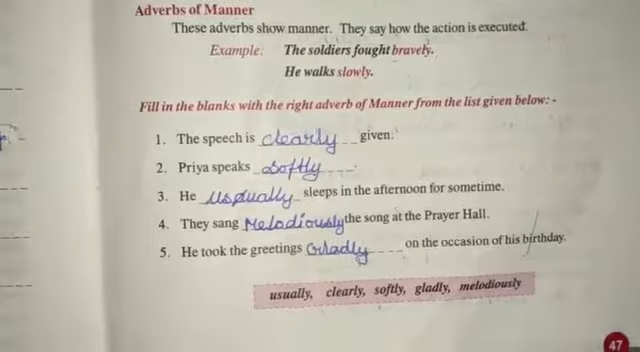 Adverbs of Manner
These adverbs show manner. They say how the action is executed.
Example: The soldiers fought bravely.
He walks slowly.
Fill in the blanks with the right adverb of Manner from the list given below: -
1. The speech is clearly given.
2. Priya speaks softly
3. He uspually sleeps in the afternoon for sometime.
4. They sang Melodiously the song at the Prayer Hall.
5. He took the greetings Gladly on the occasion of his birthday.
usually, clearly, softly, gladly, melodiously
47